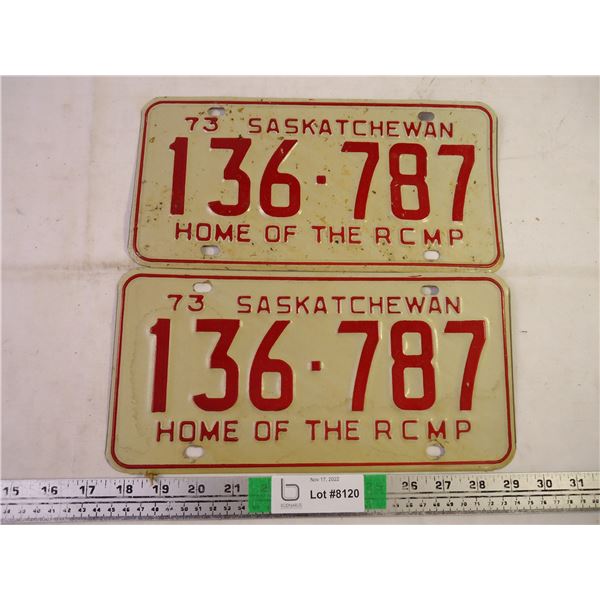 73 SASKATCHEWAN
136·787
HOME OF THE RCMP
73 SASKATCHEWAN
136·787
HOME OF THE RCMP
15 16 17 18 19 20 21 2
Nov 17, 2022
Lot #8120
26 27 28 29 30 31